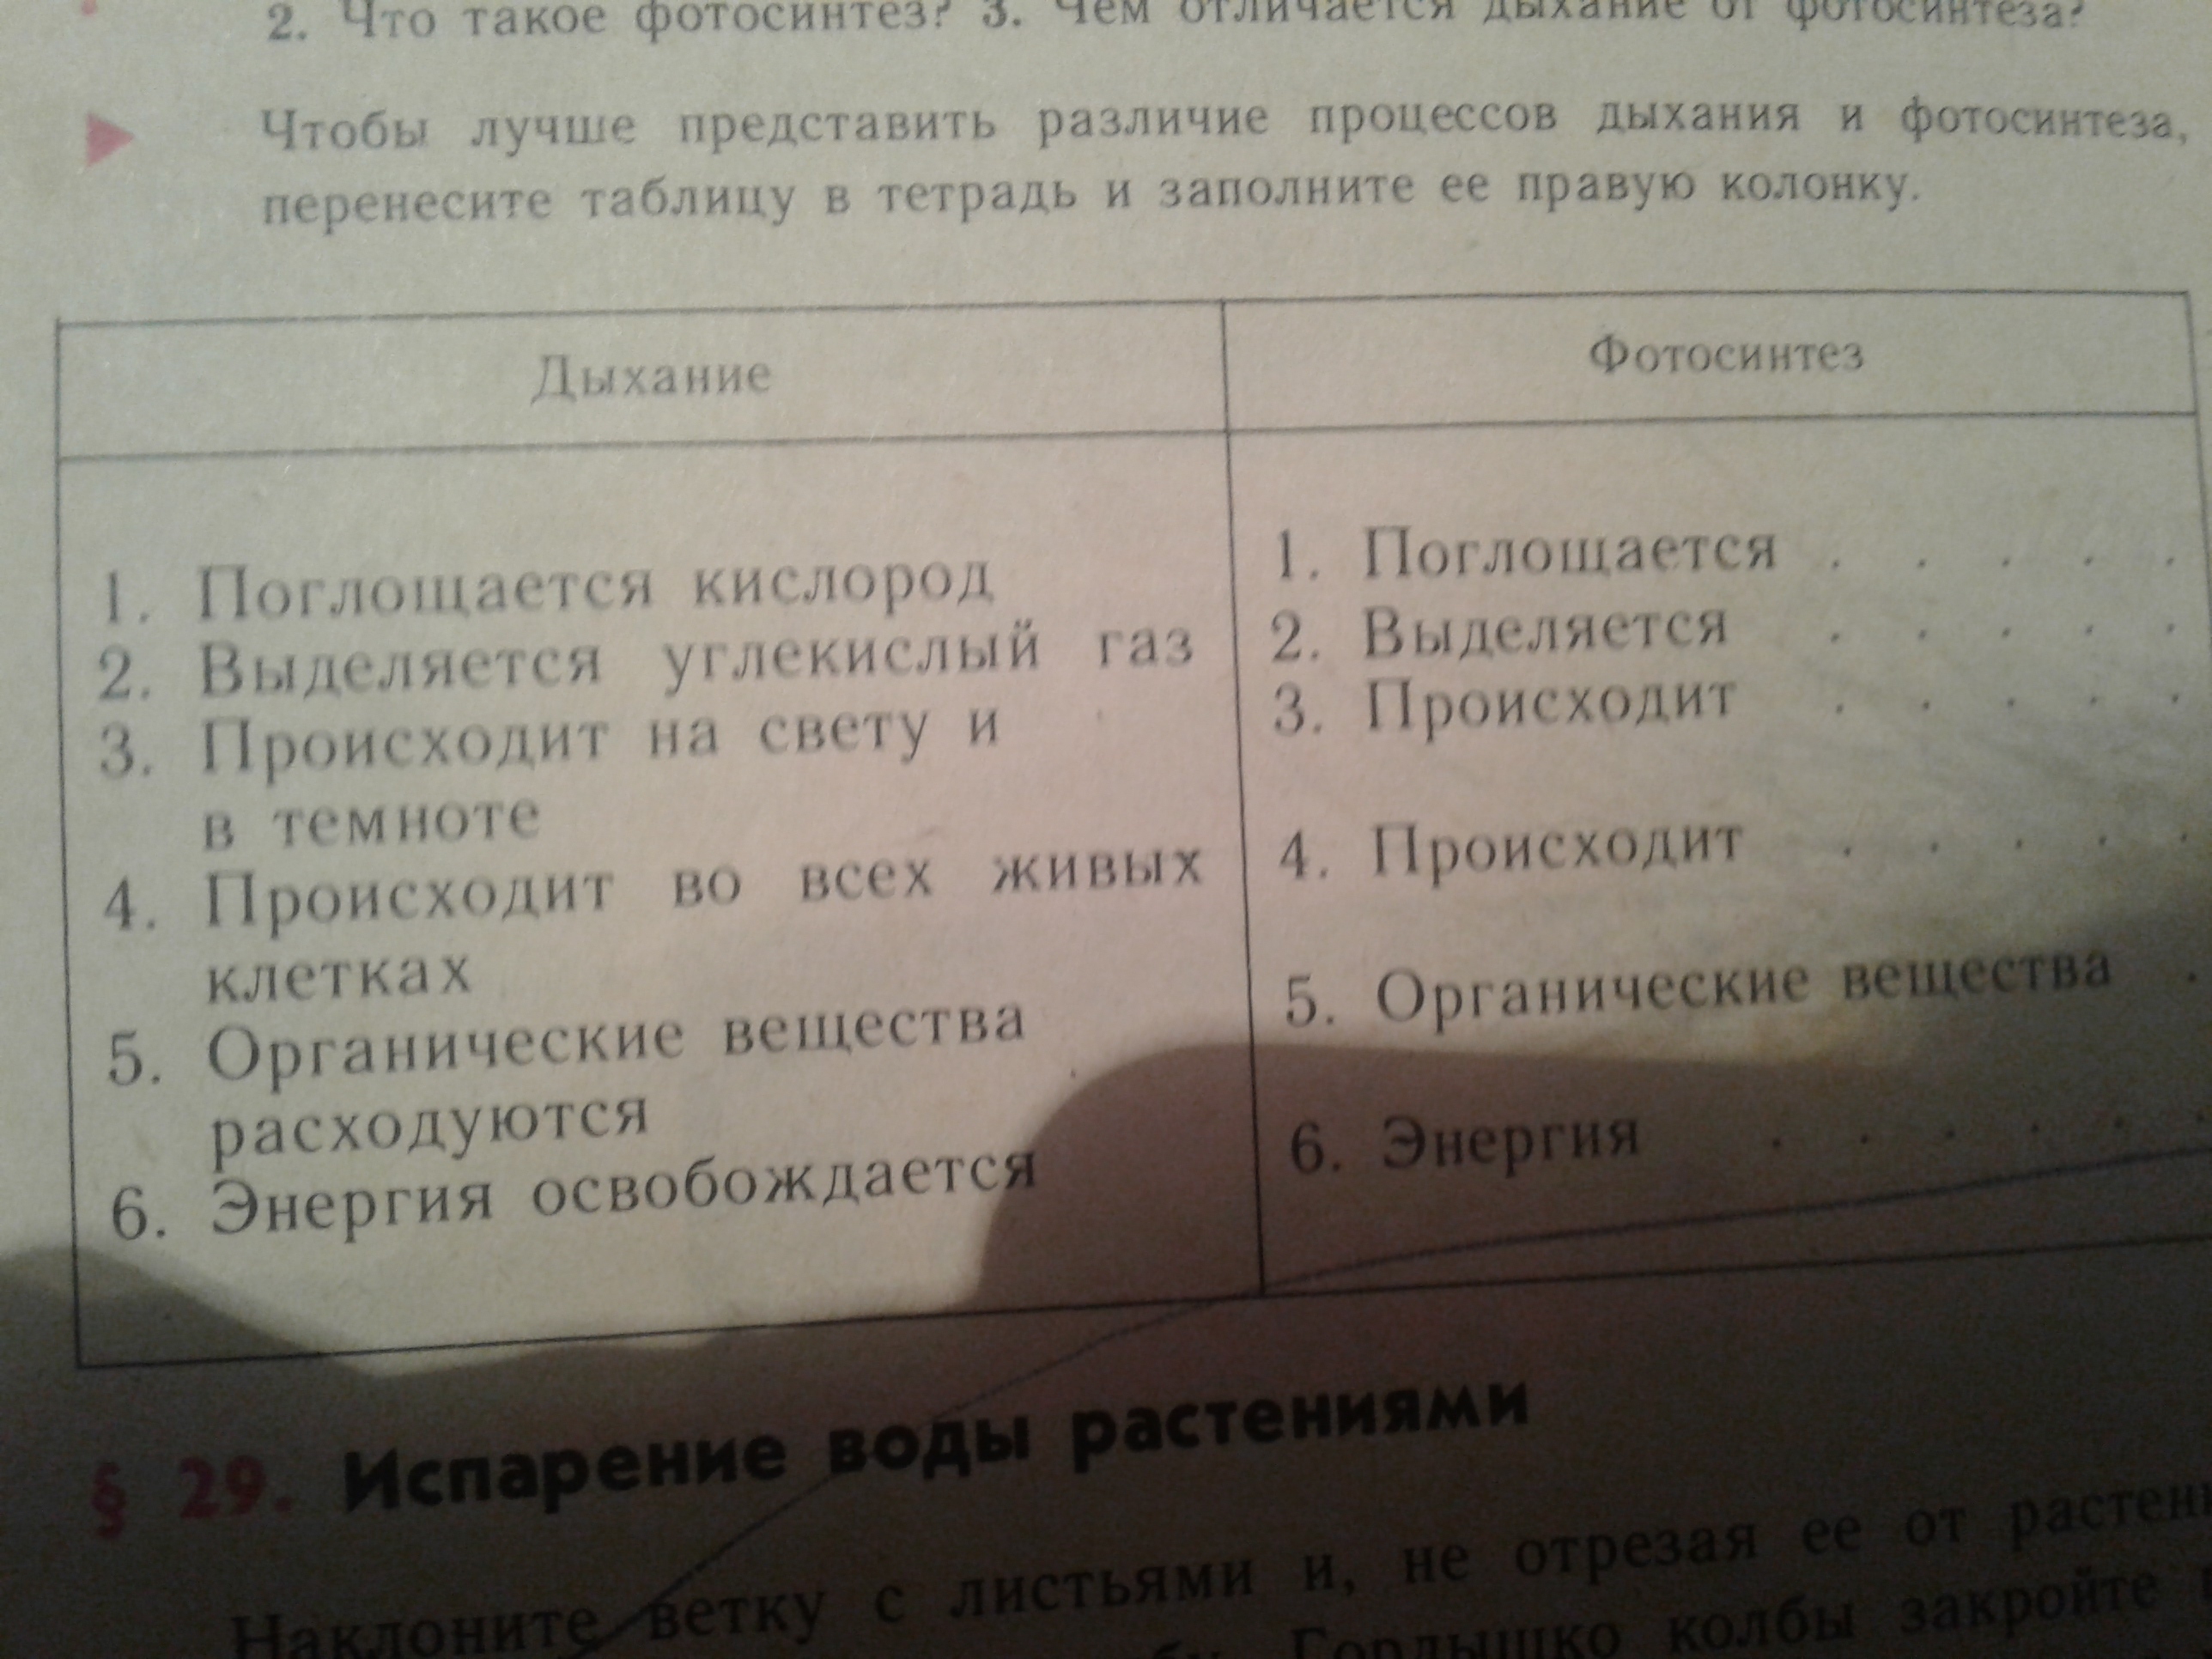 2. Что такое фотосинтез? 3. Чем отличается дыхание от фотосинтеза?
Чтобы лучше представить различие процессов дыхания и фотосинтеза,
перенесите таблицу в тетрадь и заполните ее правую колонку.
Дыхание
1. Поглощается кислород
2. Выделяется углекислый газ
3. Происходит на свету и
в темноте
4. Происходит во всех живых
клетках
5. Органические вещества
расходуются
6. Энергия освобождается
Фотосинтез
1. Поглощается . . . . .
2. Выделяется . . . . .
3. Происходит . . . . .
4. Происходит . . . . .
5. Органические вещества .
6. Энергия . . . . . .
§ 29. Испарение воды растениями
Наклоните ветку с листьями и, не отрезая ее от
Горлышко колбы закройте